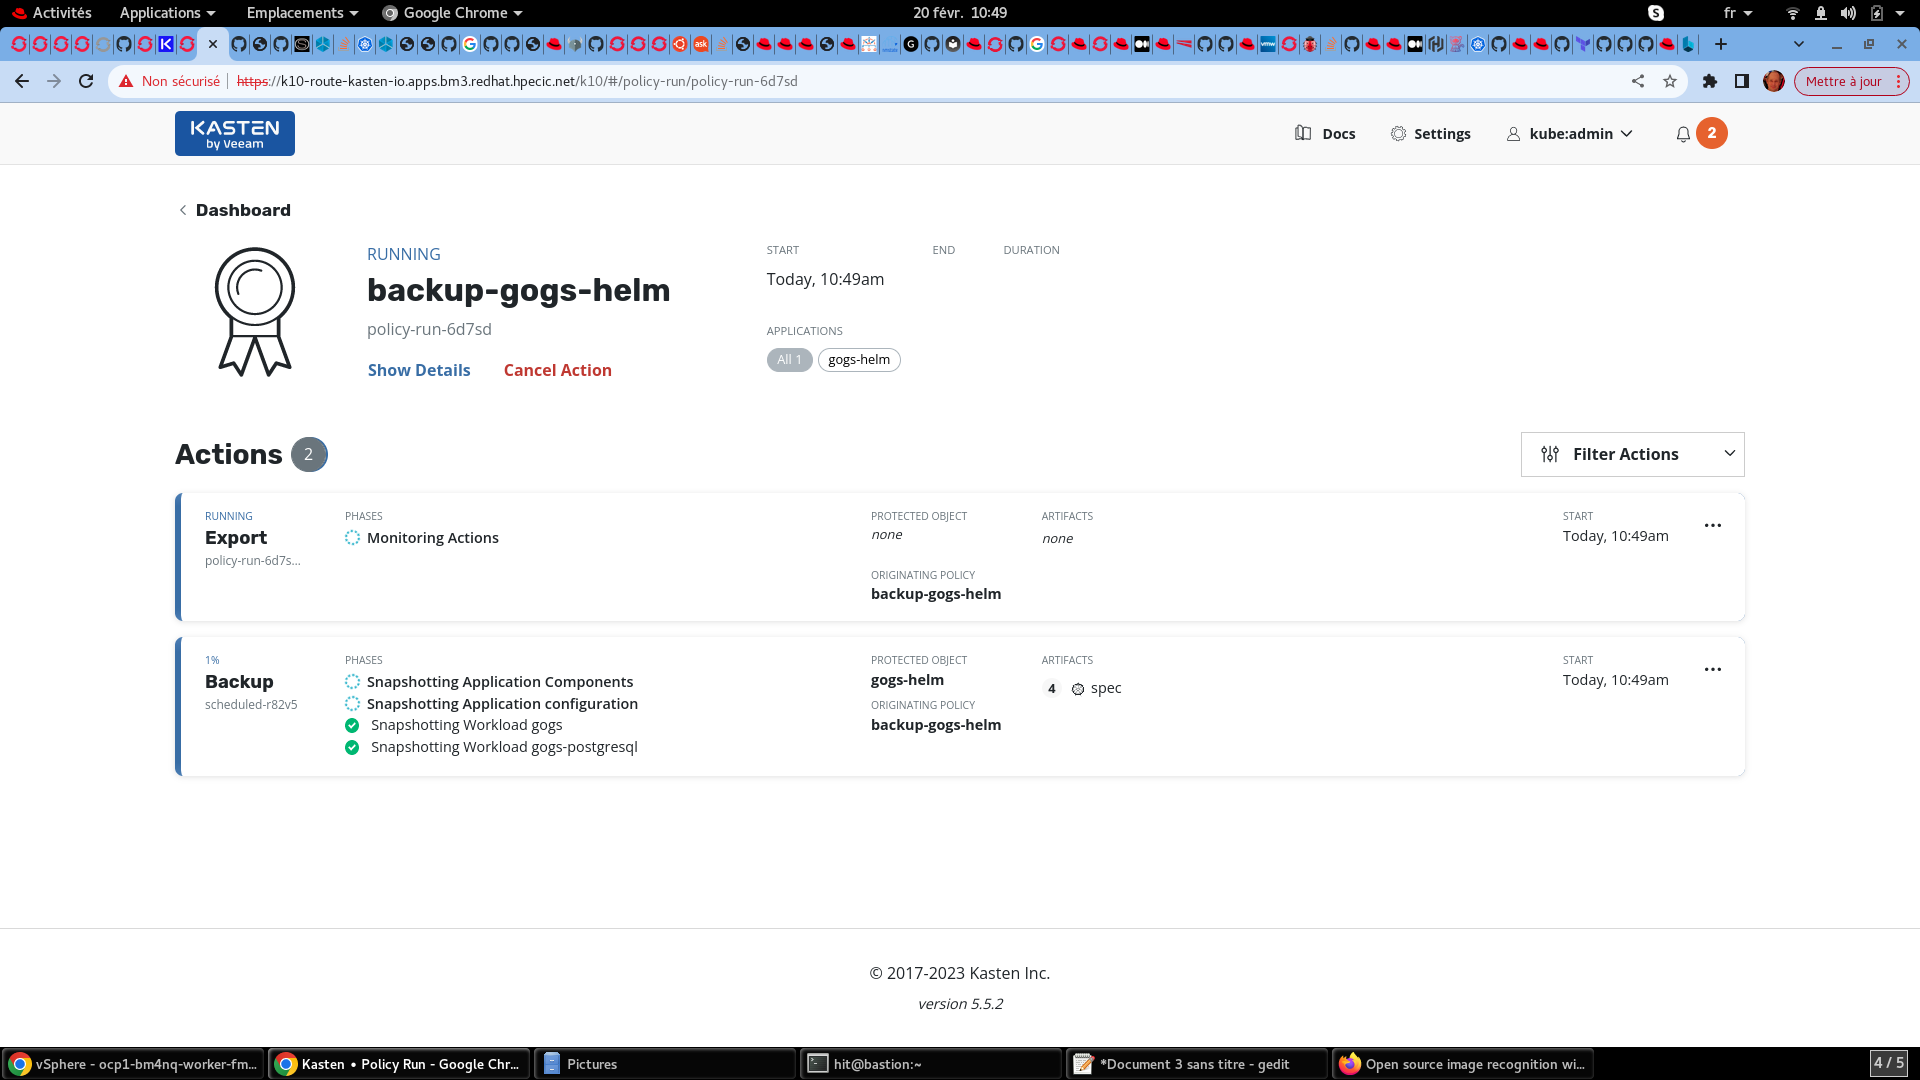 Activités Applications Emplacements Google Chrome 20 févr. 10:49 fr
Non sécurisé https://k10-route-kasten-io.apps.bm3.redhat.hpecic.net/k10/#/policy-run/policy-run-6d7sd Mettre à jour
KASTEN
by Veeam
Docs Settings kube:admin 2
Dashboard
RUNNING
backup-gogs-helm
policy-run-6d7sd
Show Details Cancel Action
START END DURATION
Today, 10:49am
APPLICATIONS
All 1 gogs-helm
Actions 2
Filter Actions
RUNNING
Export
policy-run-6d7s...
PHASES
Monitoring Actions
PROTECTED OBJECT
none
ORIGINATING POLICY
backup-gogs-helm
ARTIFACTS
none
START
Today, 10:49am
1%
Backup
scheduled-r82v5
PHASES
Snapshotting Application Components
Snapshotting Application configuration
Snapshotting Workload gogs
Snapshotting Workload gogs-postgresql
PROTECTED OBJECT
gogs-helm
ORIGINATING POLICY
backup-gogs-helm
ARTIFACTS
4 spec
START
Today, 10:49am
© 2017-2023 Kasten Inc.
version 5.5.2
vSphere - ocp1-bm4nq-worker-fm... Kasten • Policy Run - Google Chr... Pictures hit@bastion:~ *Document 3 sans titre - gedit Open source image recognition wi... 4 / 5